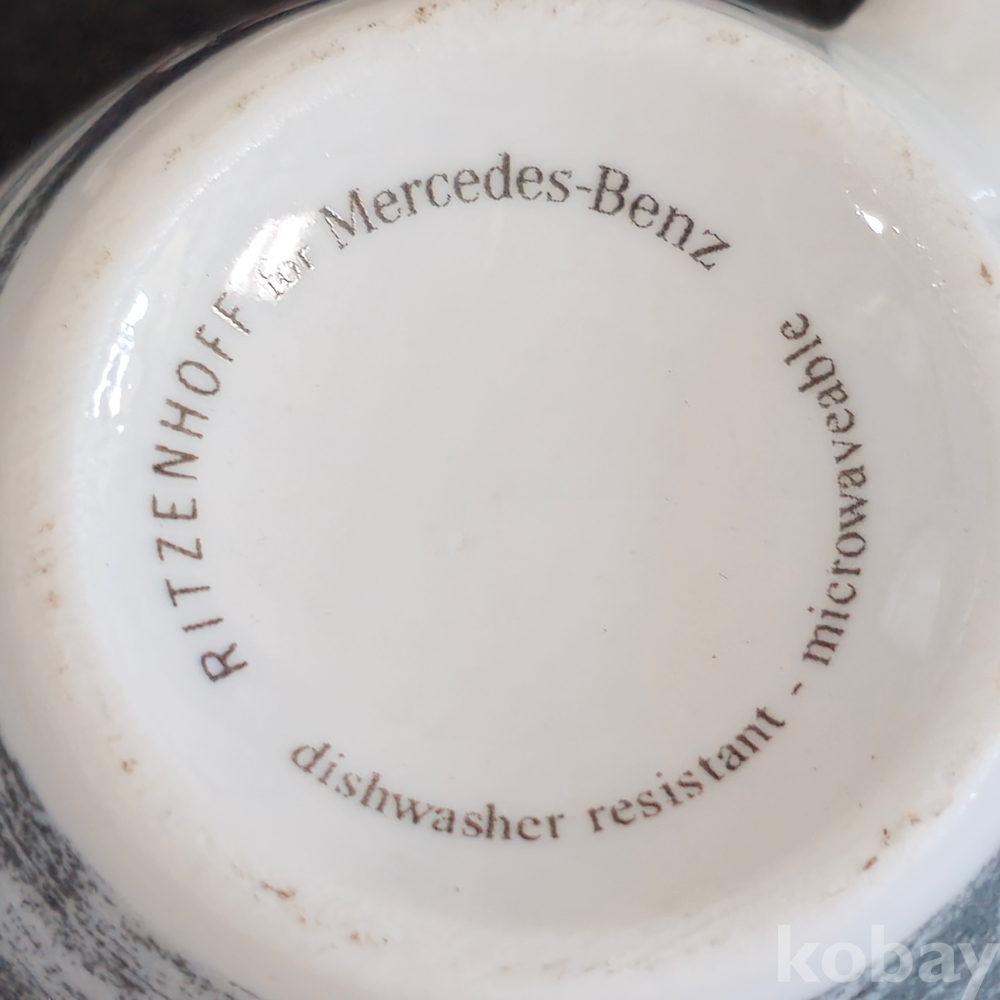 RITZENHOFF for Mercedes-Benz
dishwasher resistant - microwaveable
kobay